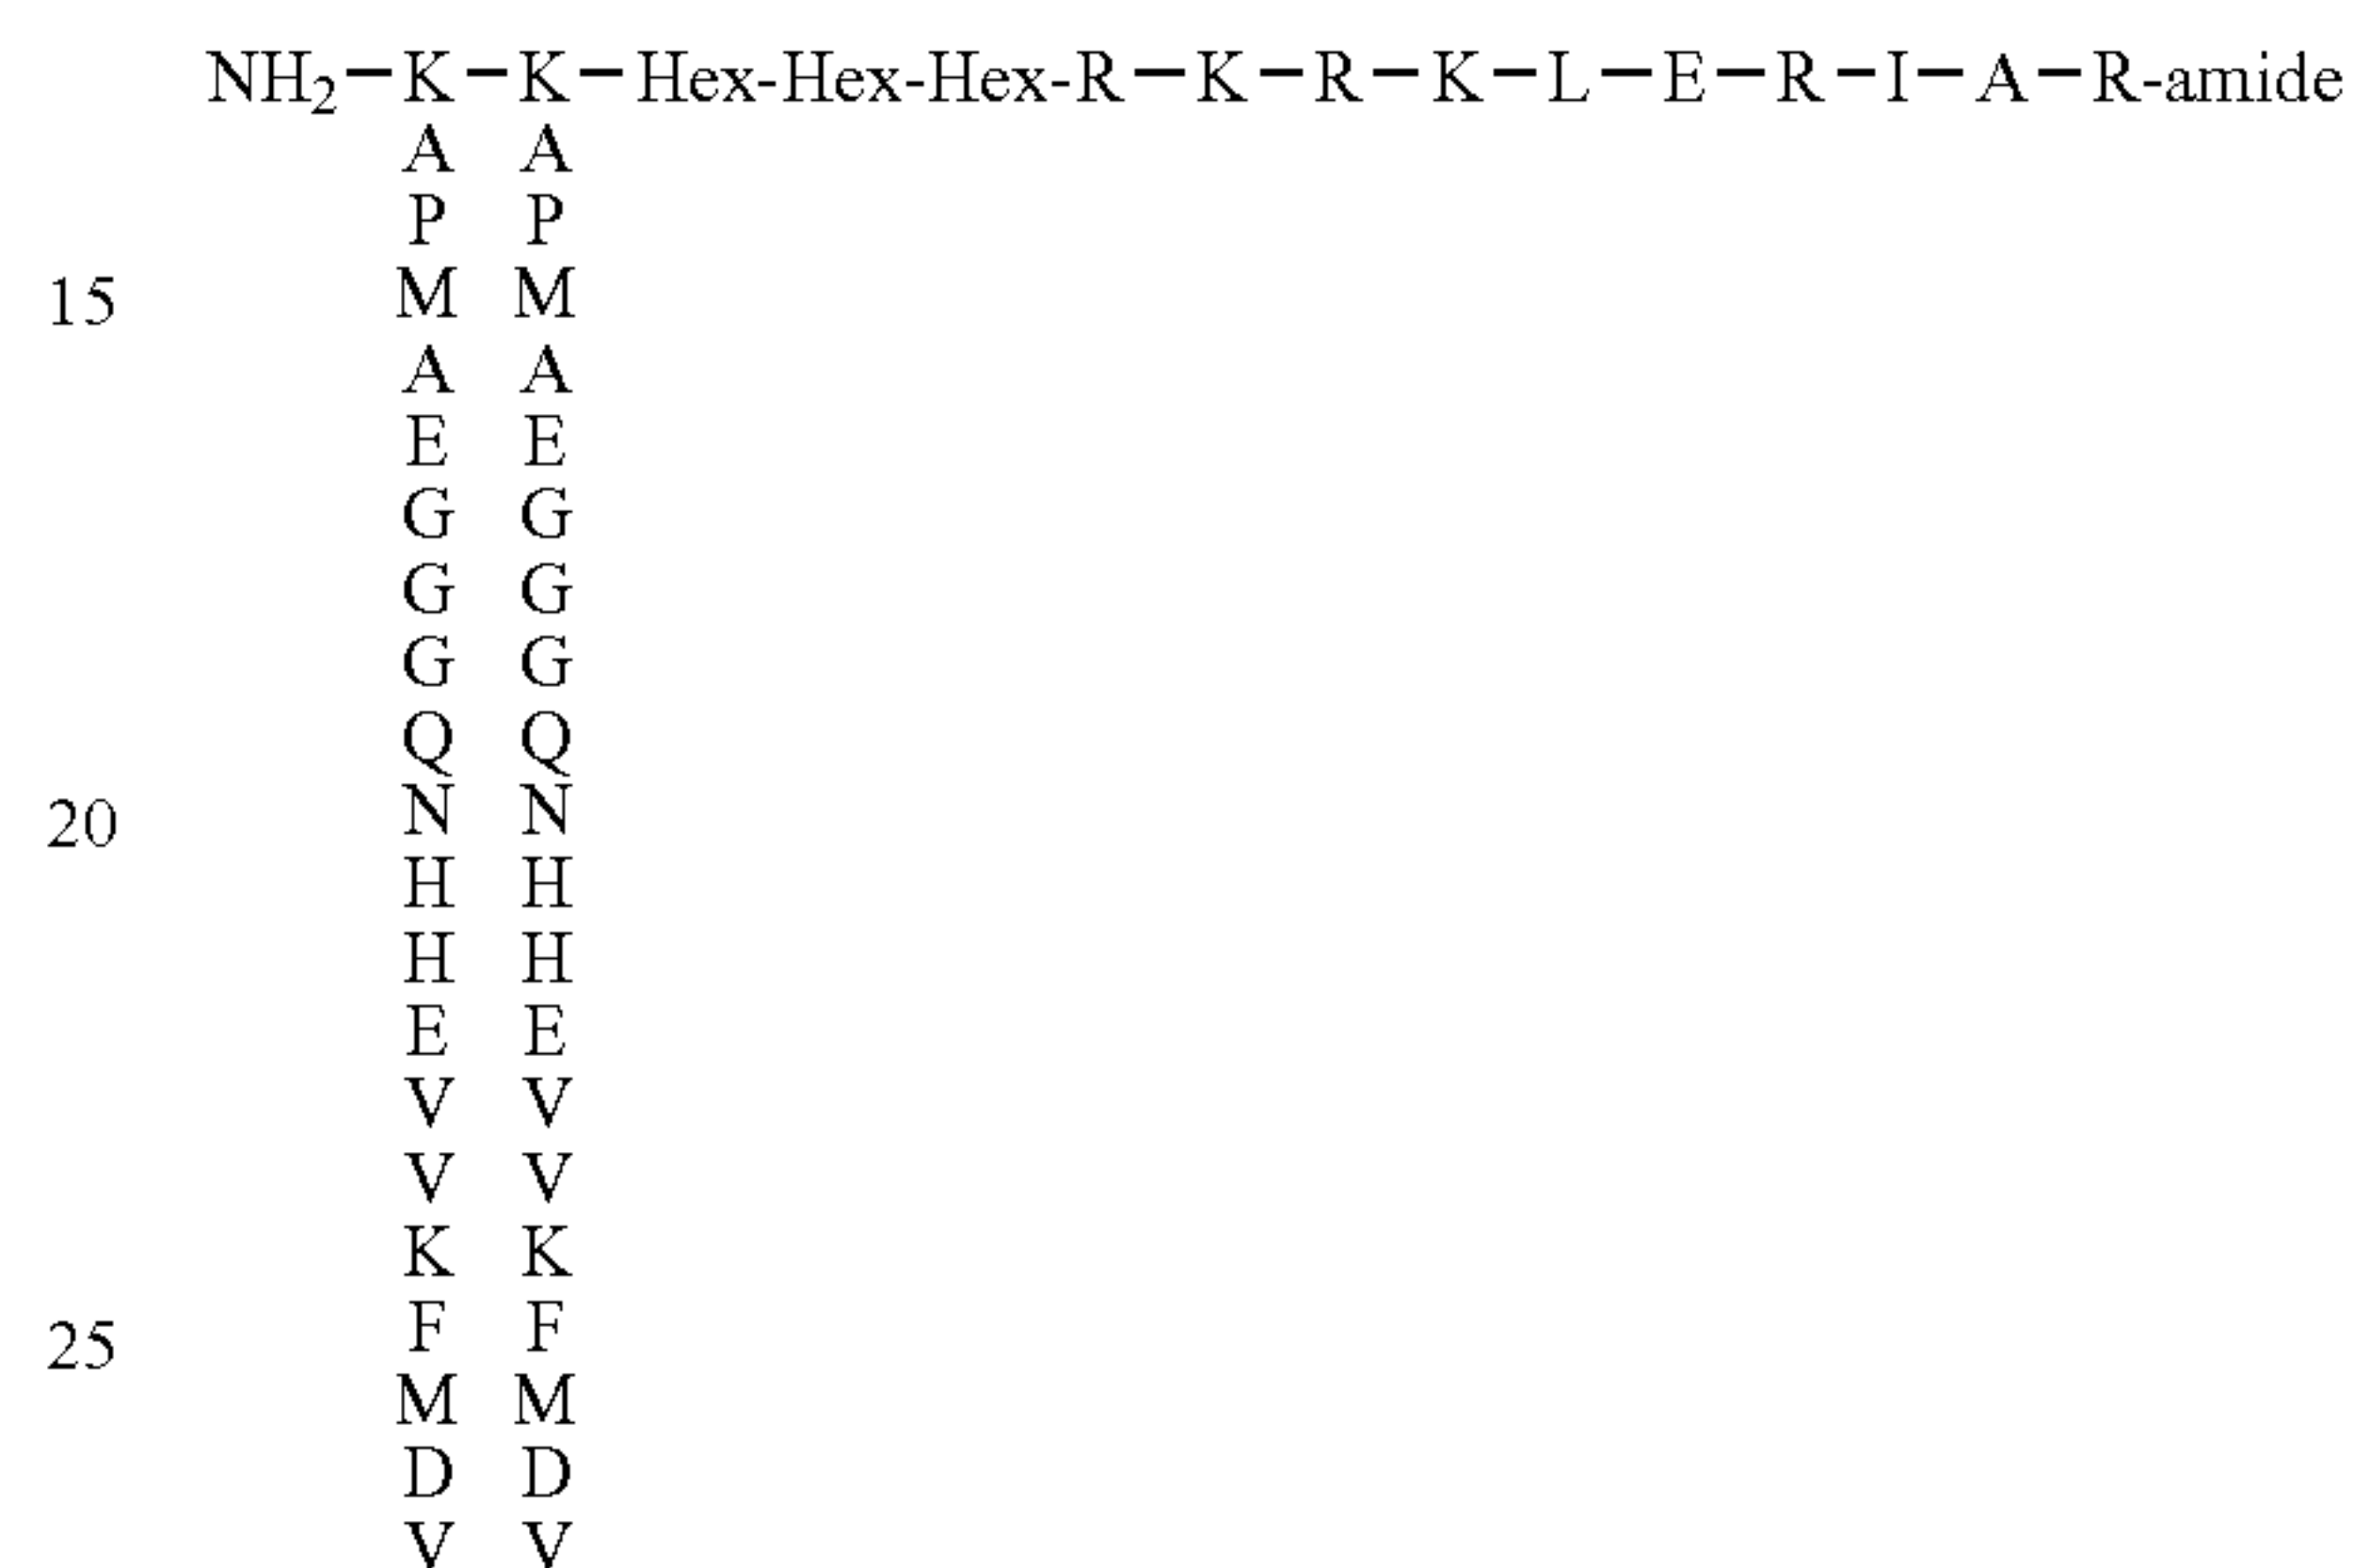 NH₂—K—K—Hex-Hex-Hex-R—K—R—K—L—E—R—I—A—R-amide
A A
P P
15 M M
A A
E E
G G
G G
G G
Q Q
20 N N
H H
H H
E E
V V
V V
K K
25 F F
M M
D D
V V